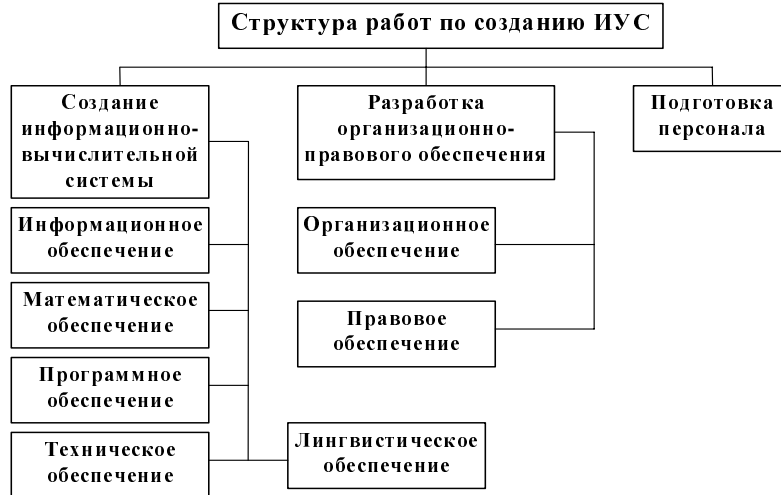 Структура работ по созданию ИУС
Создание
информационно-
вычислительной
системы
Информационное
обеспечение
Математическое
обеспечение
Программное
обеспечение
Техническое
обеспечение
Лингвистическое
обеспечение
Разработка
организационно-
правового обеспечения
Организационное
обеспечение
Правовое
обеспечение
Подготовка
персонала